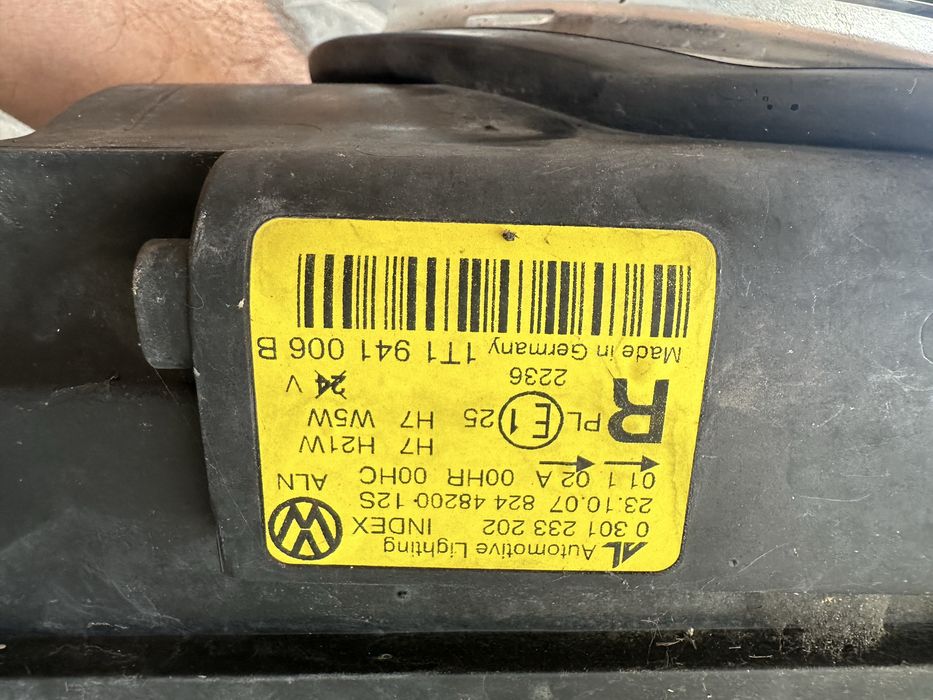 AL Automotive Lighting
0 301 233 202 INDEX
23.10.07 824 48200-12S
01 1 02 A 00HR 00HC ALN
H7 H21W
H7 W5W
24 V
R
PL E1 25
2236
Made in Germany 1T1 941 006 B